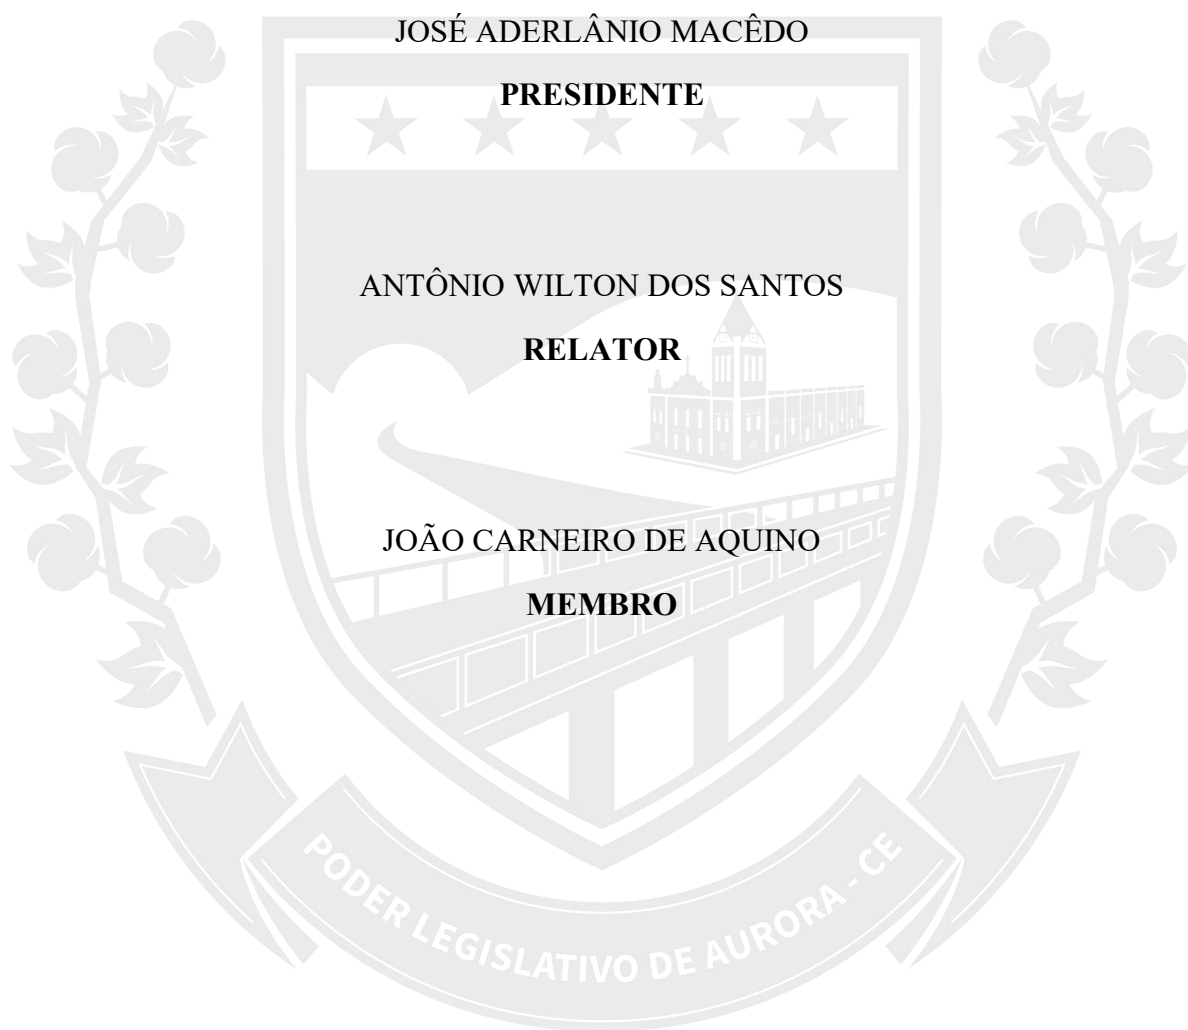 JOSÉ ADERLÂNIO MACÊDO
PRESIDENTE
ANTÔNIO WILTON DOS SANTOS
RELATOR
JOÃO CARNEIRO DE AQUINO
MEMBRO
PODER LEGISLATIVO DE AURORA - CE